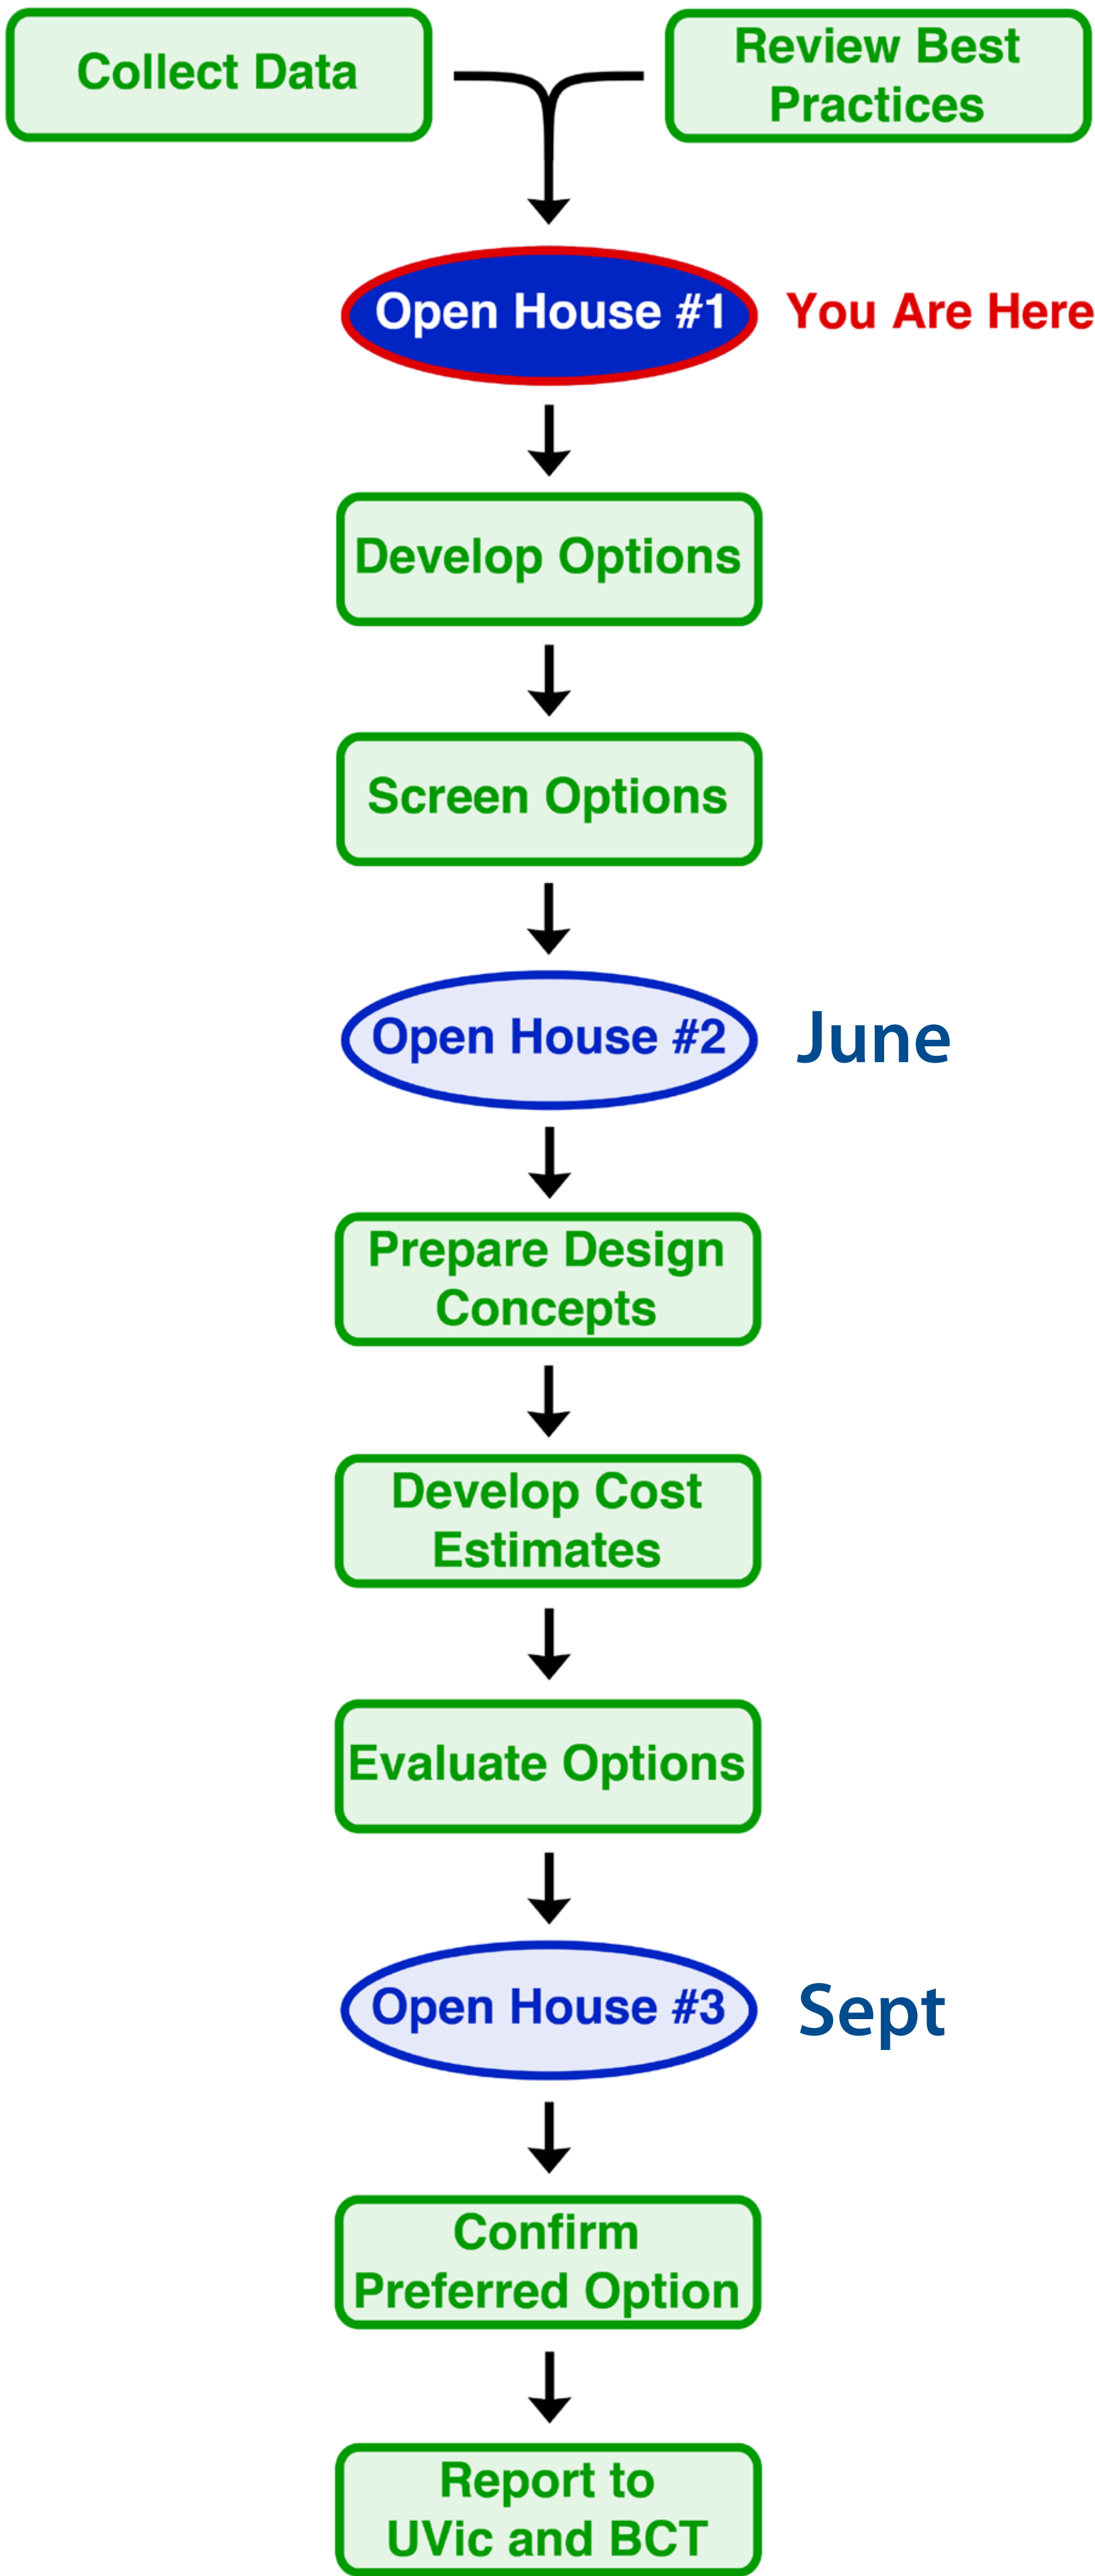 Collect Data
Review Best
Practices
Open House #1
You Are Here
Develop Options
Screen Options
Open House #2
June
Prepare Design
Concepts
Develop Cost
Estimates
Evaluate Options
Open House #3
Sept
Confirm
Preferred Option
Report to
UVic and BCT